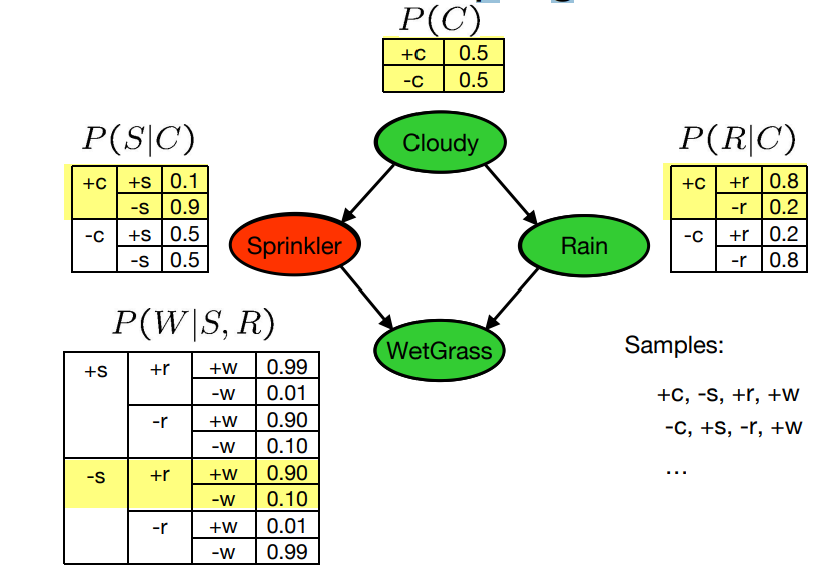 P(C)
+c 0.5
-c 0.5
P(S|C)
+c +s 0.1
-s 0.9
-c +s 0.5
-s 0.5
Cloudy
P(R|C)
+c +r 0.8
-r 0.2
-c +r 0.2
-r 0.8
Sprinkler
Rain
P(W|S, R)
+s +r +w 0.99
-w 0.01
-r +w 0.90
-w 0.10
-s +r +w 0.90
-w 0.10
-r +w 0.01
-w 0.99
WetGrass
Samples:
+c, -s, +r, +w
-c, +s, -r, +w
...